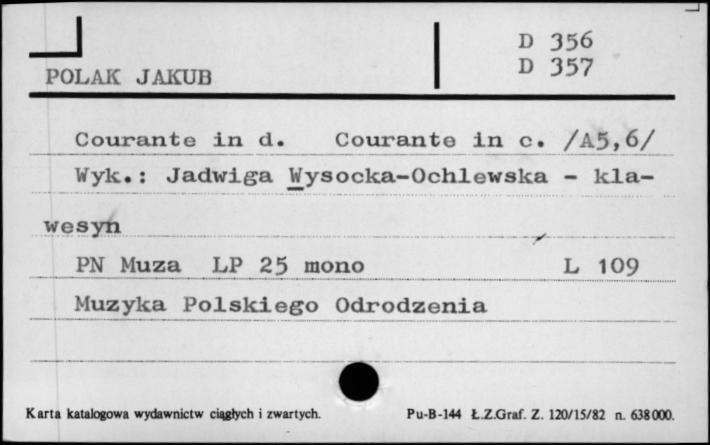 D 356
D 357
POLAK JAKUB
Courante in d. Courante in c. /A5,6/
Wyk.: Jadwiga Wysocka-Ochlewska - kla-
wesyn
PN Muza LP 25 mono L 109
Muzyka Polskiego Odrodzenia
Karta katalogowa wydawnictw ciągłych i zwartych. Pu-B-144 Ł.Z.Graf. Z. 120/15/82 n. 638000.